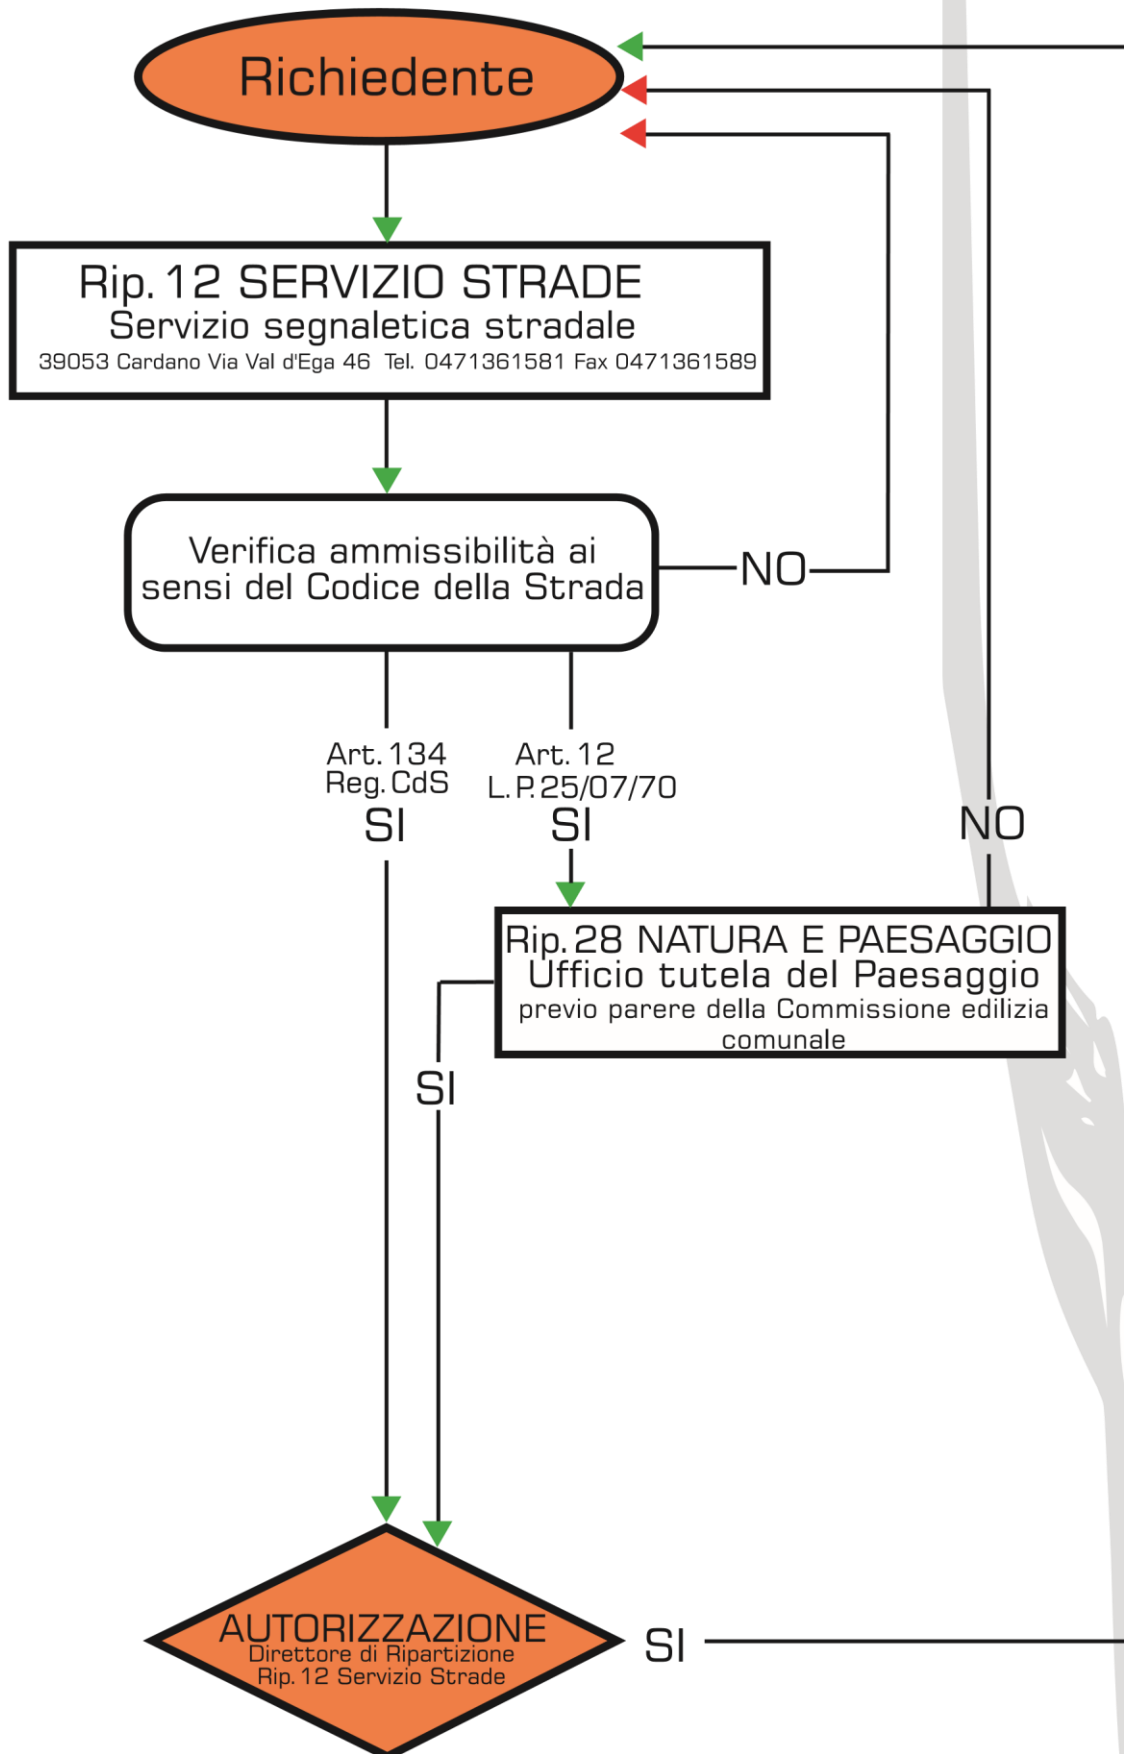 Richiedente
Rip. 12 SERVIZIO STRADE
Servizio segnaletica stradale
39053 Cardano Via Val d'Ega 46 Tel. 0471361581 Fax 0471361589
Verifica ammissibilità ai
sensi del Codice della Strada
NO
Art. 134
Reg. CdS
SI
Art. 12
L. P. 25/07/70
SI
NO
Rip. 28 NATURA E PAESAGGIO
Ufficio tutela del Paesaggio
previo parere della Commissione edilizia
comunale
SI
AUTORIZZAZIONE
Direttore di Ripartizione
Rip. 12 Servizio Strade
SI